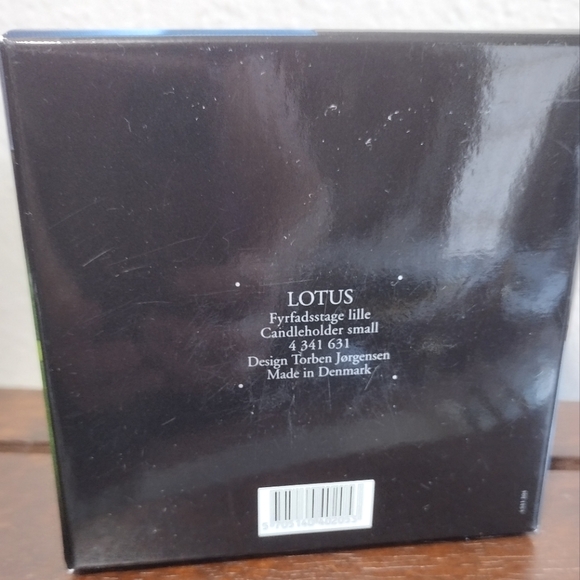 LOTUS
Fyrfadsstage lille
Candleholder small
4 341 631
Design Torben Jørgensen
Made in Denmark